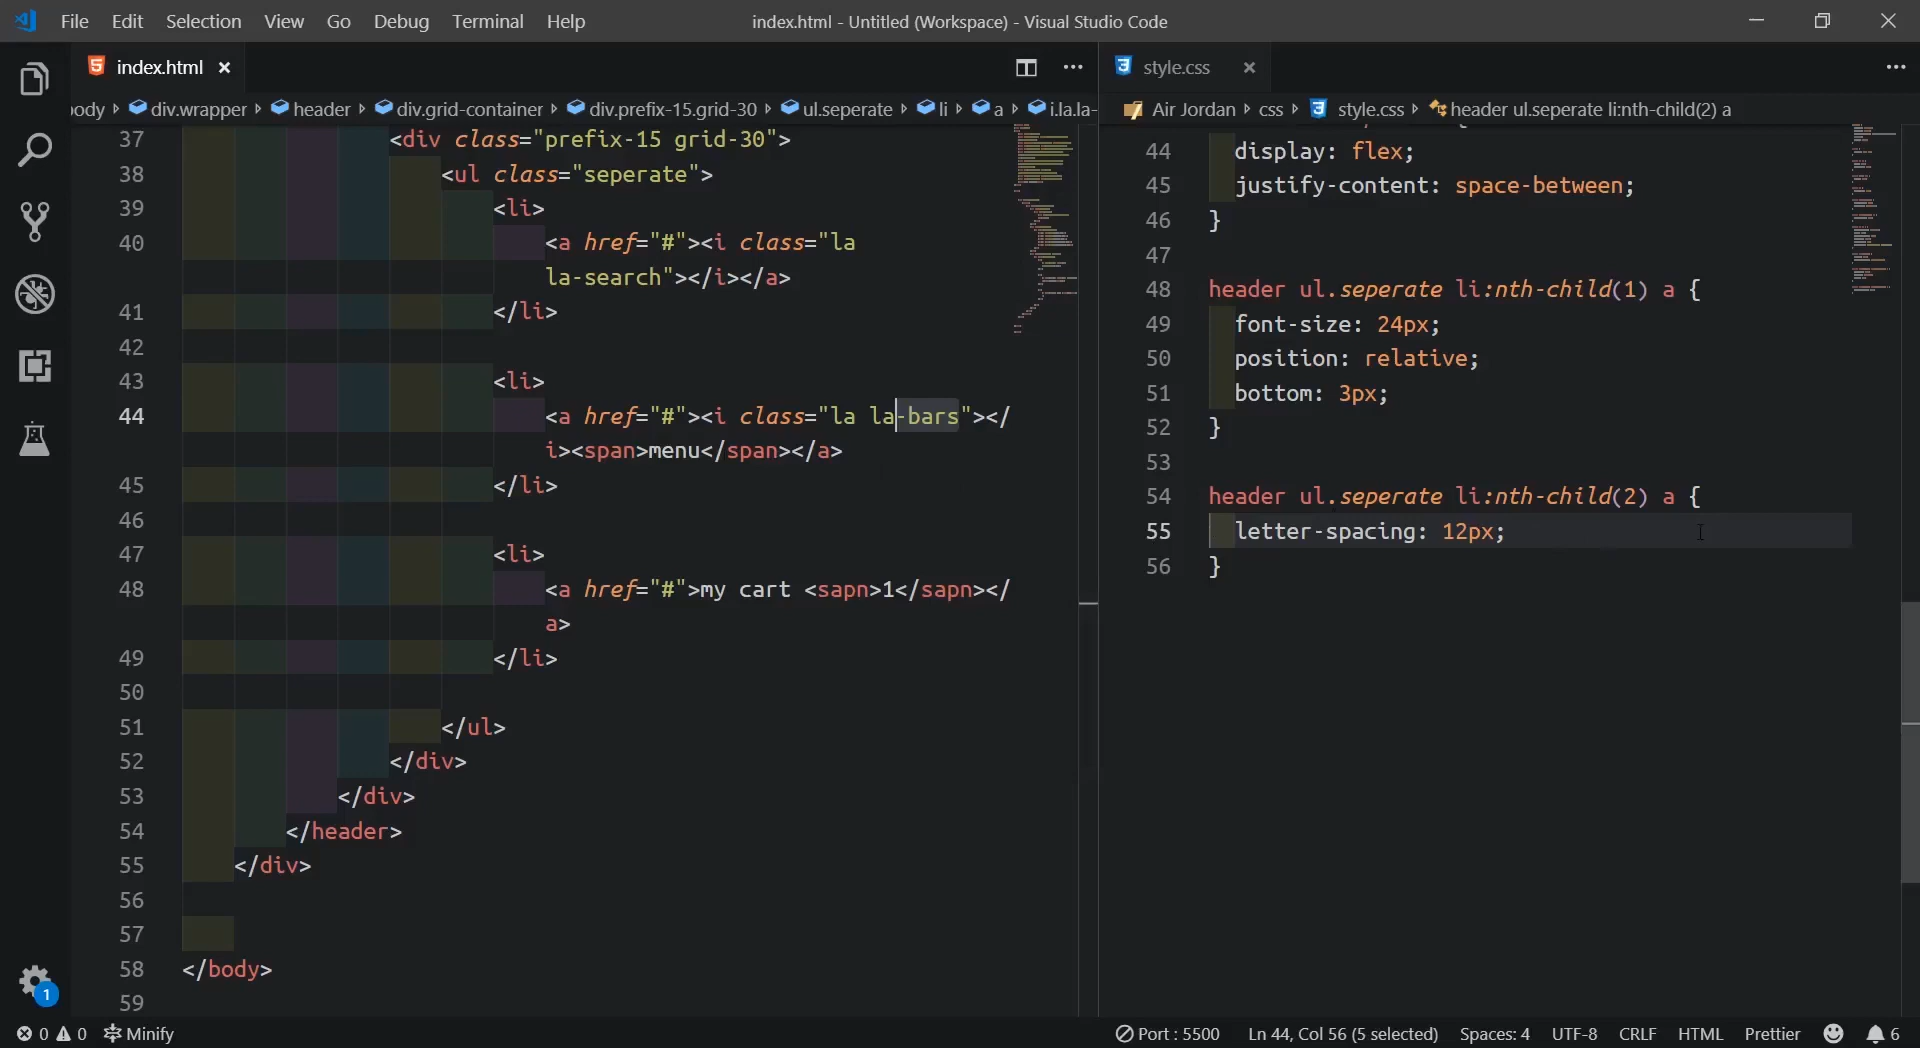 File Edit Selection View Go Debug Terminal Help
index.html - Untitled (Workspace) - Visual Studio Code
index.html
ody div.wrapper header div.grid-container div.prefix-15.grid-30 ul.seperate li a i.la.la-
37 <div class="prefix-15 grid-30">
38 <ul class="seperate">
39 <li>
40 <a href="#"><i class="la
la-search"></i></a>
41 </li>
42
43 <li>
44 <a href="#"><i class="la la-bars"></
i><span>menu</span></a>
45 </li>
46
47 <li>
48 <a href="#">my cart <sapn>1</sapn></
a>
49 </li>
50
51 </ul>
52 </div>
53 </div>
54 </header>
55 </div>
56
57
58 </body>
59
style.css
Air Jordan css style.css header ul.seperate li:nth-child(2) a
44 display: flex;
45 justify-content: space-between;
46 }
47
48 header ul.seperate li:nth-child(1) a {
49 font-size: 24px;
50 position: relative;
51 bottom: 3px;
52 }
53
54 header ul.seperate li:nth-child(2) a {
55 letter-spacing: 12px;
56 }
1
0 0 Minify
Port : 5500 Ln 44, Col 56 (5 selected) Spaces: 4 UTF-8 CRLF HTML Prettier 6